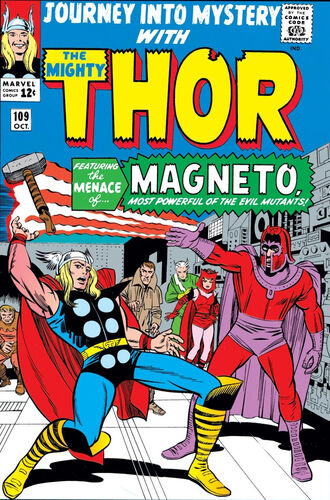 JOURNEY INTO MYSTERY
WITH
THE
MIGHTY
THOR
APPROVED
BY THE
COMICS
CODE
AUTHORITY
IND.
MARVEL
COMICS
GROUP
12¢
109
OCT.
FEATURING
the
MENACE
of...
MAGNETO,
MOST POWERFUL OF THE EVIL MUTANTS!